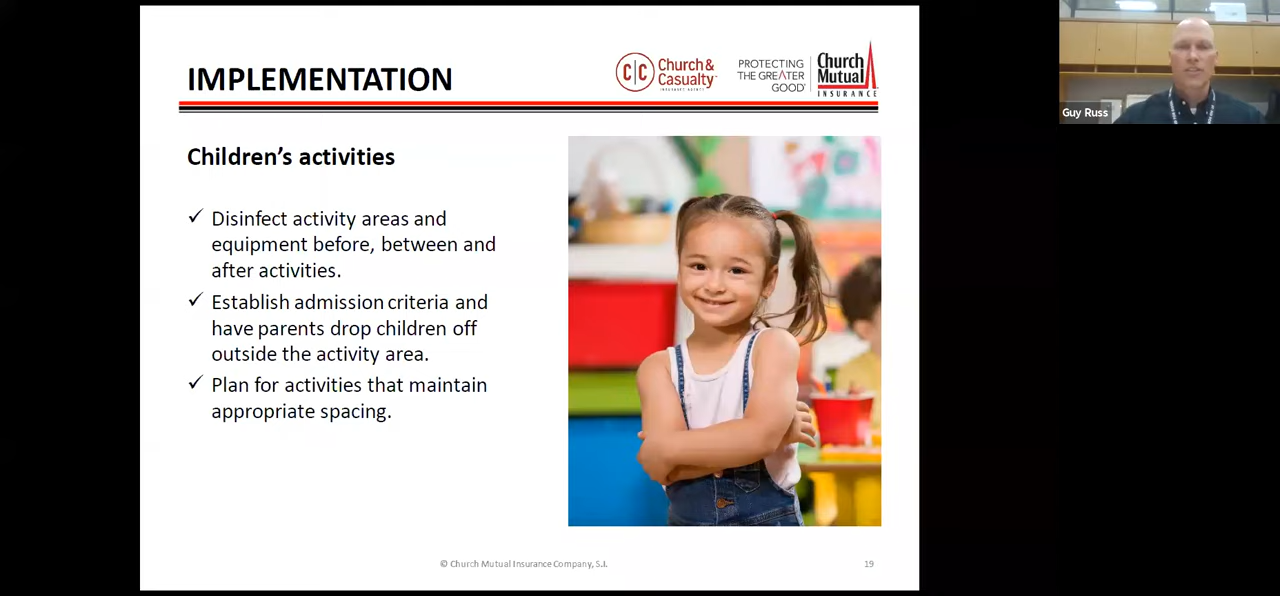 IMPLEMENTATION
C|C Church &
Casualty
PROTECTING
THE GREATER
GOOD
Church
Mutual
INSURANCE
Guy Russ
Children's activities
✓ Disinfect activity areas and
equipment before, between and
after activities.
✓ Establish admission criteria and
have parents drop children off
outside the activity area.
✓ Plan for activities that maintain
appropriate spacing.
© Church Mutual Insurance Company, S.I.
19